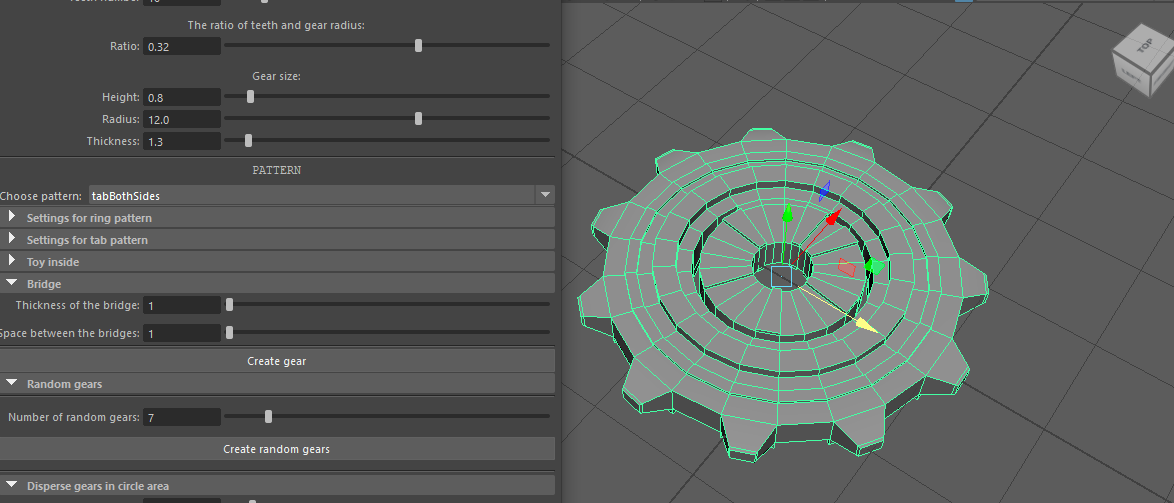 The ratio of teeth and gear radius:
Ratio: 0.32
Gear size:
Height: 0.8
Radius: 12.0
Thickness: 1.3
PATTERN
Choose pattern: tabBothSides
Settings for ring pattern
Settings for tab pattern
Toy inside
Bridge
Thickness of the bridge: 1
Space between the bridges: 1
Create gear
Random gears
Number of random gears: 7
Create random gears
Disperse gears in circle area
TOP